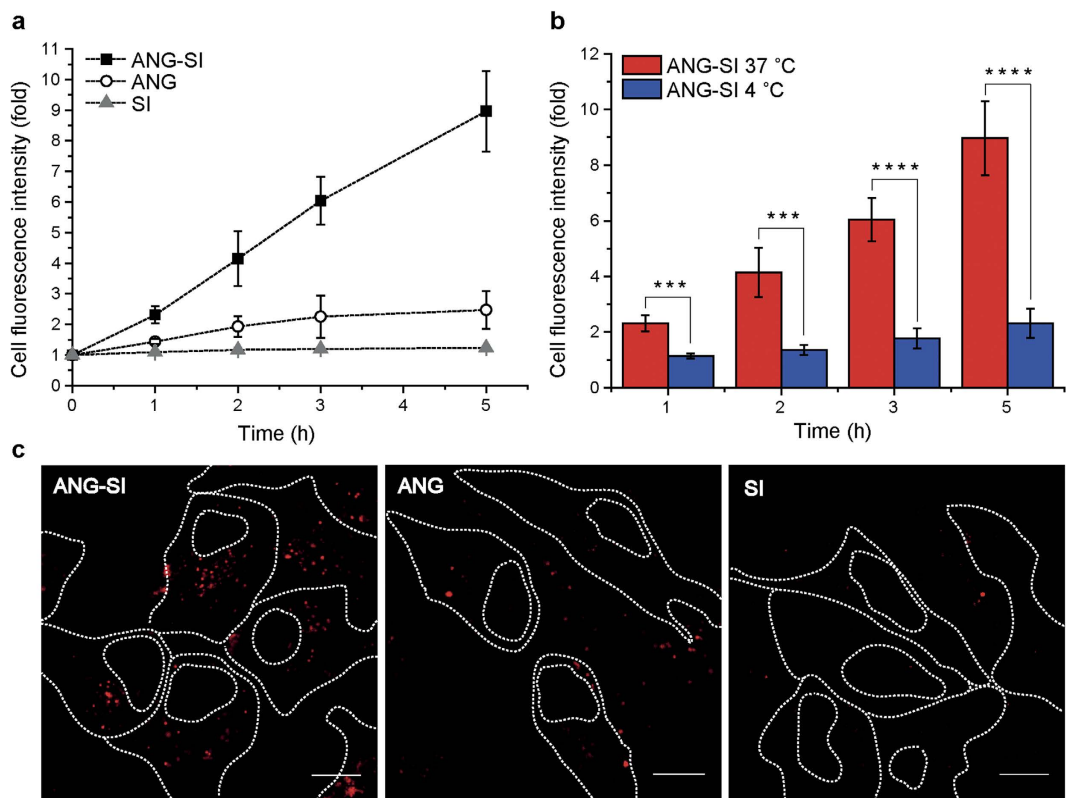 a
Cell fluorescence intensity (fold)
11
10
9
8
7
6
5
4
3
2
1
0
0 1 2 3 4 5
Time (h)
ANG-SI
ANG
SI
b
Cell fluorescence intensity (fold)
12
10
8
6
4
2
0
1 2 3 5
Time (h)
ANG-SI 37 °C
ANG-SI 4 °C
***
***
****
****
c
ANG-SI
ANG
SI